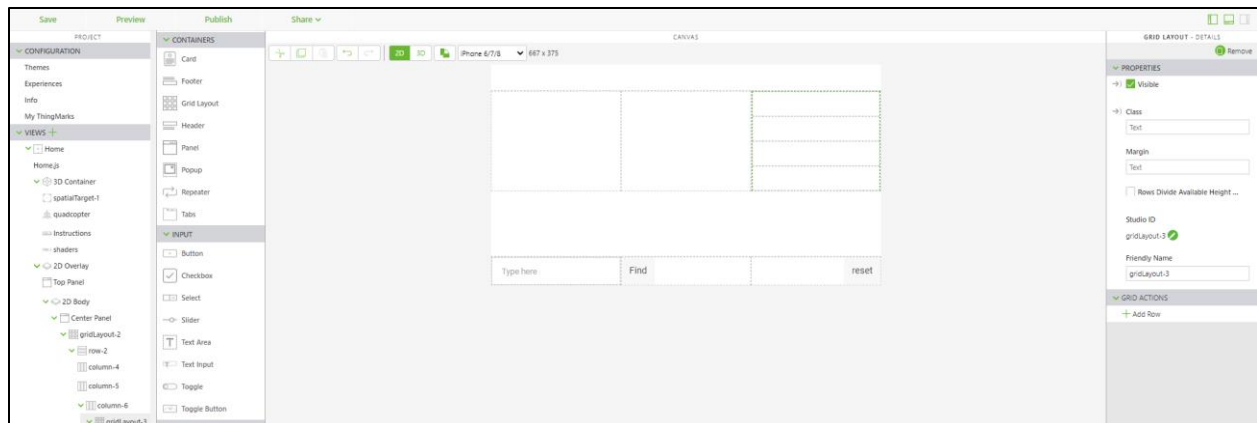 Save
Preview
Publish
Share
PROJECT
CONFIGURATION
Themes
Experiences
Info
My ThingMarks
VIEWS
Home
Home.js
3D Container
spatialTarget-1
quadcopter
Instructions
shaders
2D Overlay
Top Panel
2D Body
Center Panel
gridLayout-2
row-2
column-4
column-5
column-6
gridLayout-3
CONTAINERS
Card
Footer
Grid Layout
Header
Panel
Popup
Repeater
Tabs
INPUT
Button
Checkbox
Select
Slider
Text Area
Text Input
Toggle
Toggle Button
CANVAS
2D 3D iPhone 6/7/8 667 x 375
Type here Find reset
GRID LAYOUT - DETAILS
Remove
PROPERTIES
Visible
Class
Text
Margin
Text
Rows Divide Available Height ...
Studio ID
gridLayout-3
Friendly Name
gridLayout-3
GRID ACTIONS
Add Row